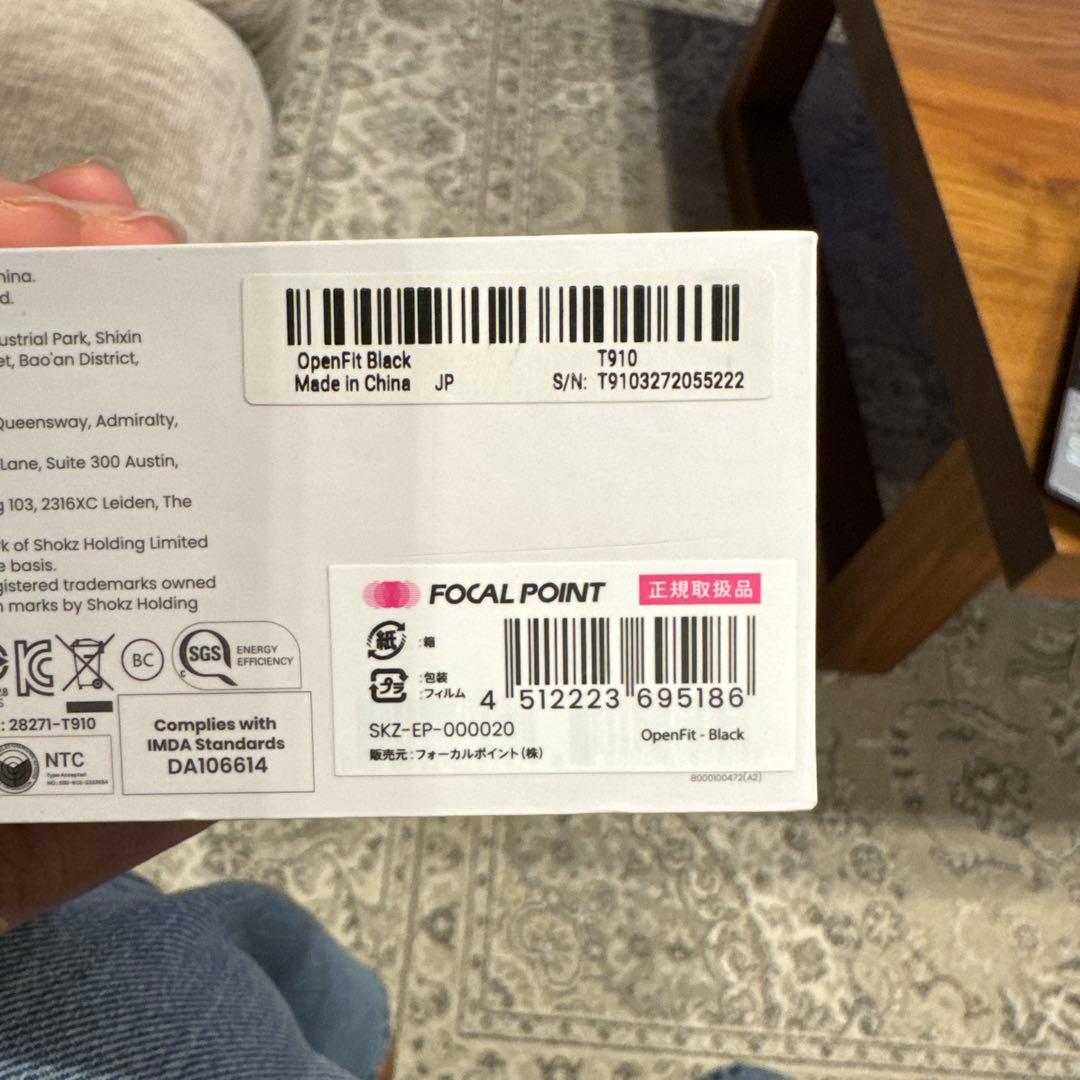 hina.
d.
ustrial Park, Shixin
et, Bao'an District,
Queensway, Admiralty,
Lane, Suite 300 Austin,
g 103, 2316XC Leiden, The
k of Shokz Holding Limited
e basis.
gistered trademarks owned
n marks by Shokz Holding
BC
SGS
C
ENERGY
EFFICIENCY
: 28271-T910
NTC
Type Accepted
Complies with
IMDA Standards
DA106614
OpenFit Black
T910
Made in China JP
S/N: T9103272055222
FOCAL POINT
正規取扱品
紙 : 箱
プラ : 包装
: フィルム
4 512223 695186
SKZ-EP-000020
OpenFit - Black
販売元 : フォーカルポイント(株)
8000100472(A2)